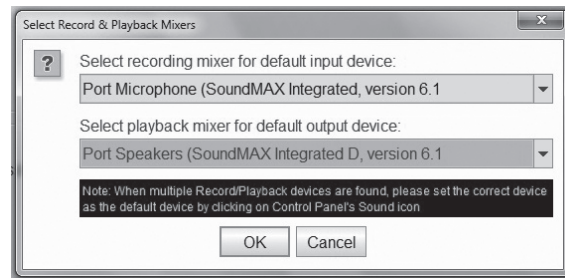 Select Record & Playback Mixers
x
?
Select recording mixer for default input device:
Port Microphone (SoundMAX Integrated, version 6.1
Select playback mixer for default output device:
Port Speakers (SoundMAX Integrated D, version 6.1
Note: When multiple Record/Playback devices are found, please set the correct device
as the default device by clicking on Control Panel's Sound icon
OK Cancel